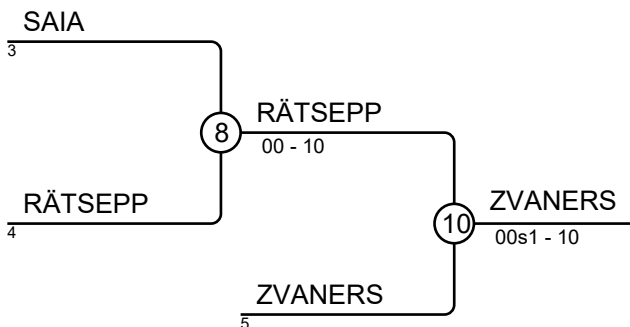 SAIA
3
RÄTSEPP
8
00 - 10
RÄTSEPP
4
ZVANERS
10
00s1 - 10
ZVANERS
5